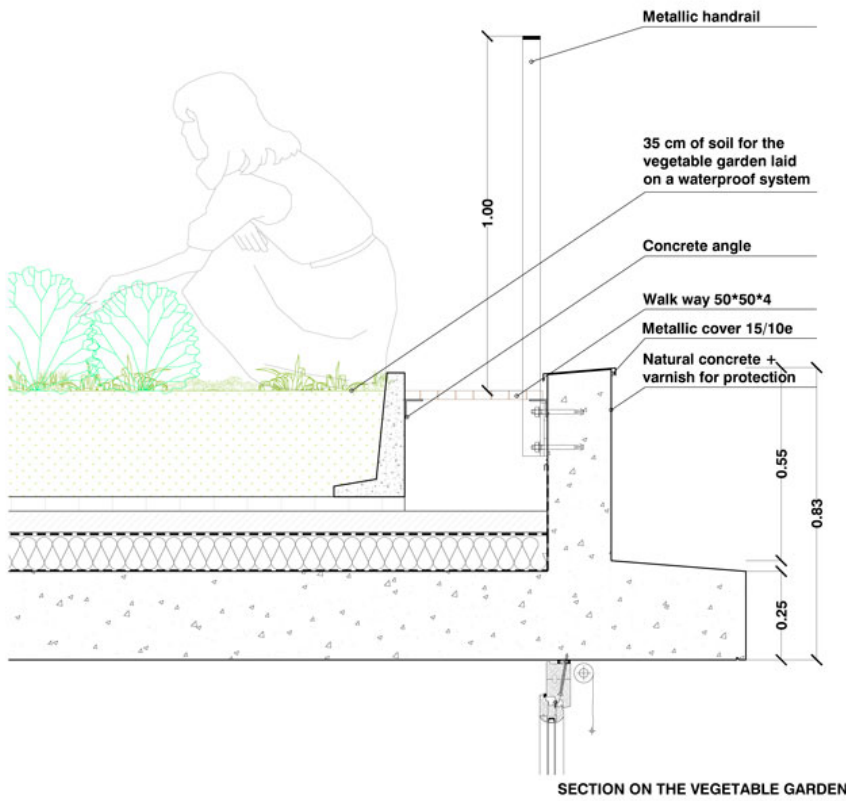 Metallic handrail
35 cm of soil for the
vegetable garden laid
on a waterproof system
1.00
Concrete angle
Walk way 50*50*4
Metallic cover 15/10e
Natural concrete +
varnish for protection
0.55
0.83
0.25
SECTION ON THE VEGETABLE GARDEN